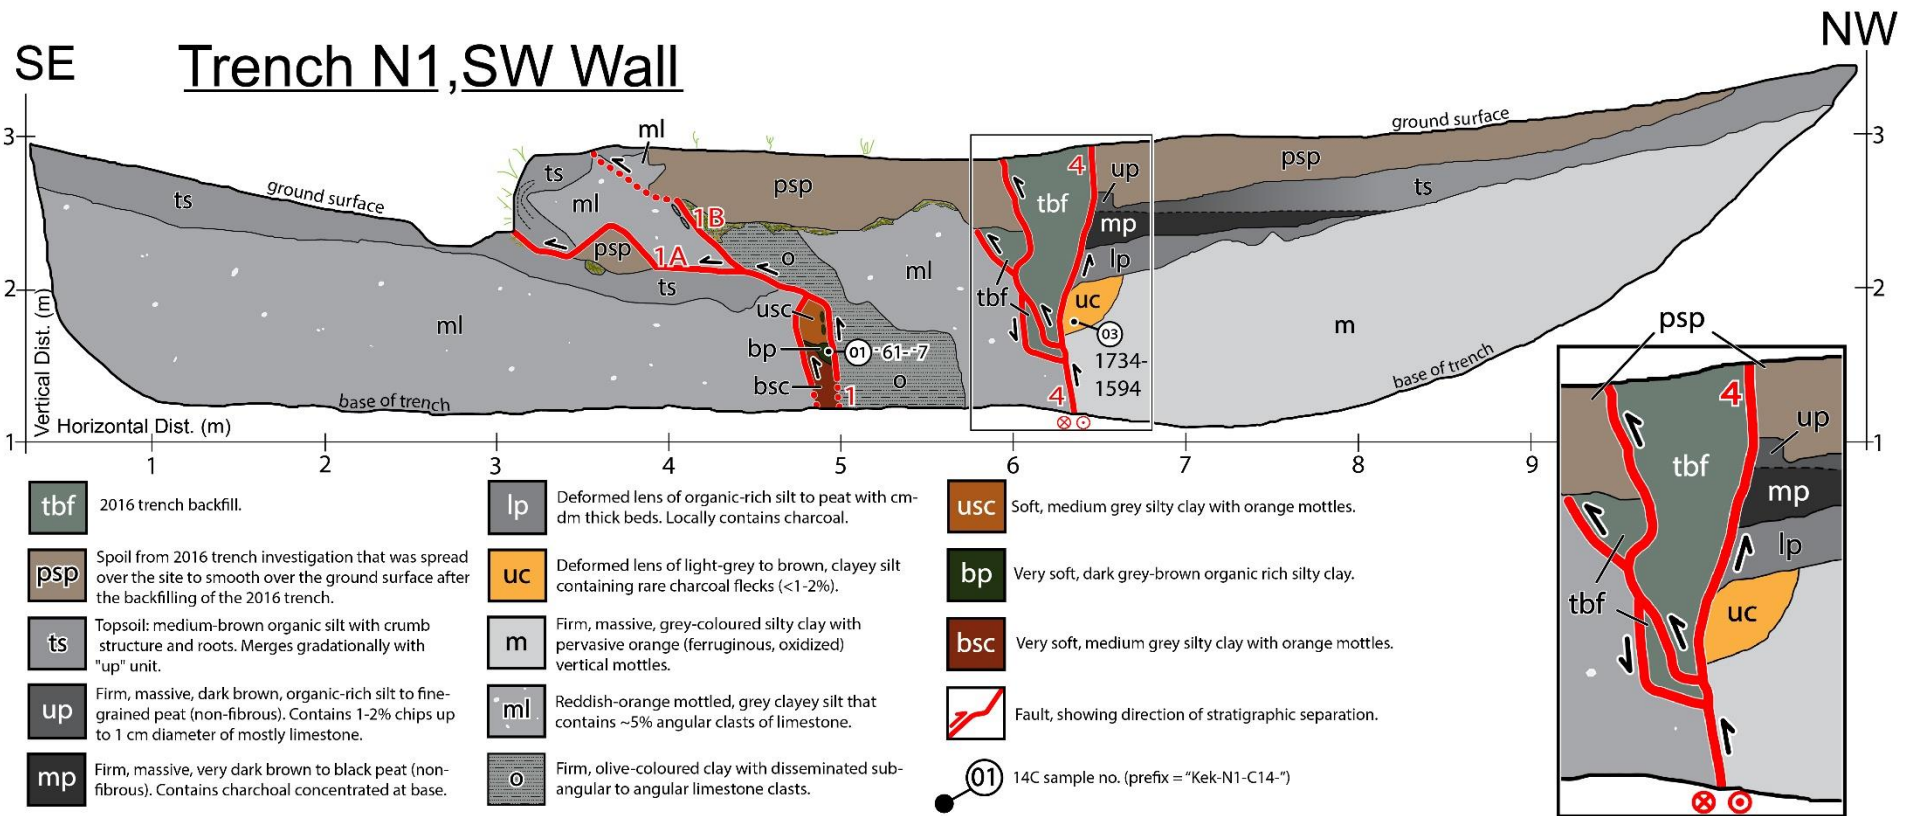 SE
Trench N1, SW Wall
NW
3
2
1
Vertical Dist. (m)
Horizontal Dist. (m)
1
2
3
4
5
6
7
8
9
3
2
1
ts
ground surface
ml
base of trench
ts
ml
ml
psp
ts
1A
1B
psp
o
ml
usc
bp
bsc
01
-61--7
o
1
tbf
tbf
4
4
up
mp
lp
uc
03
1734-
1594
psp
ts
ground surface
m
base of trench
psp
4
up
tbf
mp
lp
tbf
uc
tbf
2016 trench backfill.
psp
Spoil from 2016 trench investigation that was spread
over the site to smooth over the ground surface after
the backfilling of the 2016 trench.
ts
Topsoil: medium-brown organic silt with crumb
structure and roots. Merges gradationally with
"up" unit.
up
Firm, massive, dark brown, organic-rich silt to fine-
grained peat (non-fibrous). Contains 1-2% chips up
to 1 cm diameter of mostly limestone.
mp
Firm, massive, very dark brown to black peat (non-
fibrous). Contains charchoal concentrated at base.
lp
Deformed lens of organic-rich silt to peat with cm-
dm thick beds. Locally contains charcoal.
uc
Deformed lens of light-grey to brown, clayey silt
containing rare charcoal flecks (<1-2%).
m
Firm, massive, grey-coloured silty clay with
pervasive orange (ferruginous, oxidized)
vertical mottles.
ml
Reddish-orange mottled, grey clayey silt that
contains ~5% angular clasts of limestone.
o
Firm, olive-coloured clay with disseminated sub-
angular to angular limestone clasts.
usc
Soft, medium grey silty clay with orange mottles.
bp
Very soft, dark grey-brown organic rich silty clay.
bsc
Very soft, medium grey silty clay with orange mottles.
Fault, showing direction of stratigraphic separation.
01
14C sample no. (prefix = “Kek-N1-C14-”)